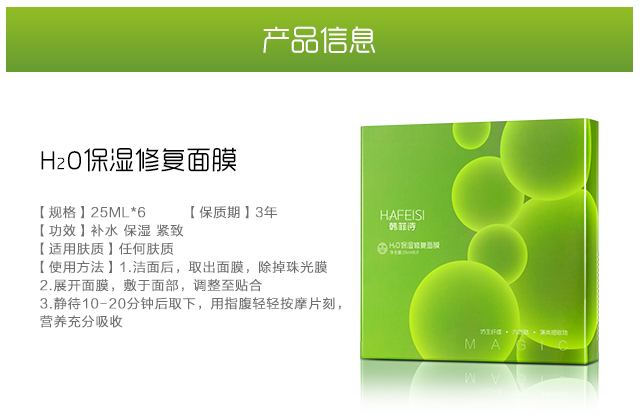 产品信息
H2O保湿修复面膜
【规格】25ML*6 【保质期】3年
【功效】补水 保湿 紧致
【适用肤质】任何肤质
【使用方法】1.洁面后，取出面膜，除掉珠光膜
2.展开面膜，敷于面部，调整至贴合
3.静待10-20分钟后取下，用指腹轻轻按摩片刻，
营养充分吸收
HAFEISI
韩菲诗
H2O保湿修复面膜
MAGIC